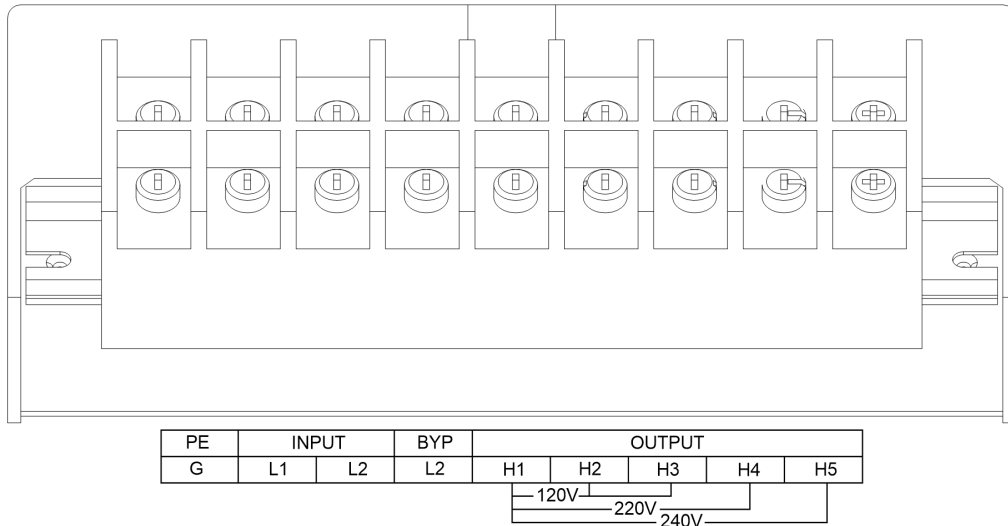 PE INPUT BYP OUTPUT
G L1 L2 L2 H1 H2 H3 H4 H5
120V
220V
240V